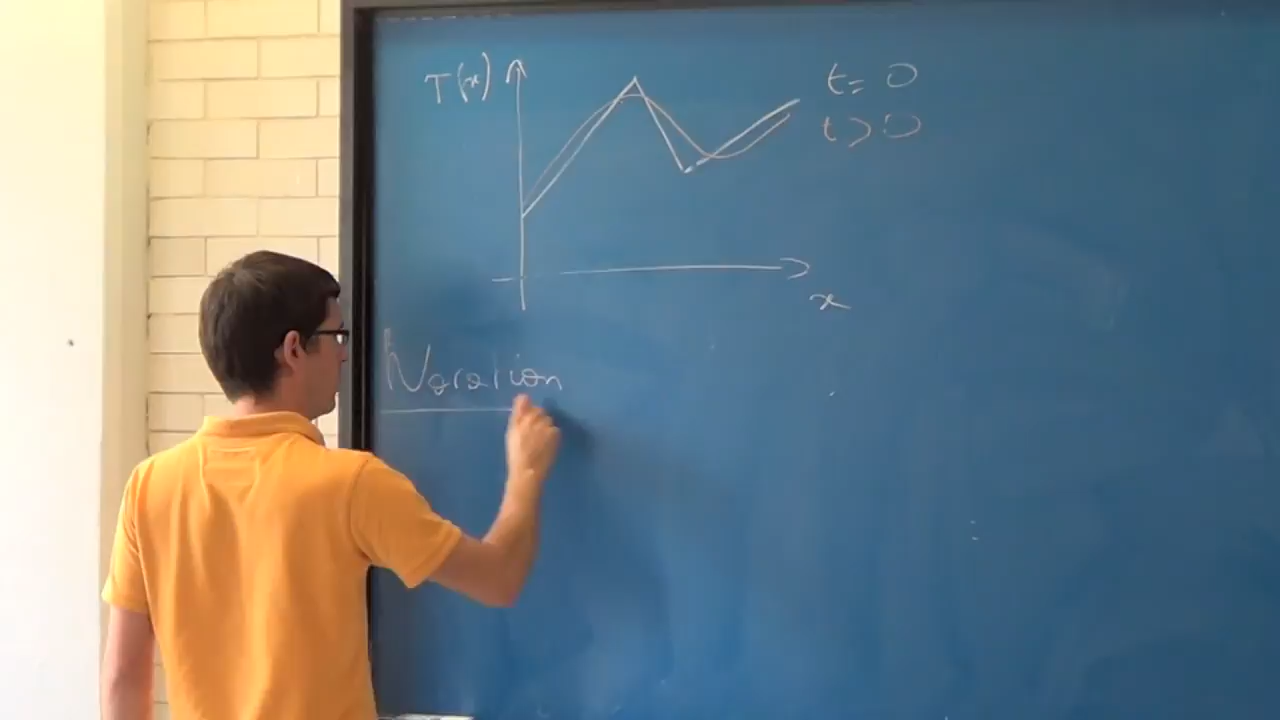 T(x)
t = 0
t > 0
x
Notation